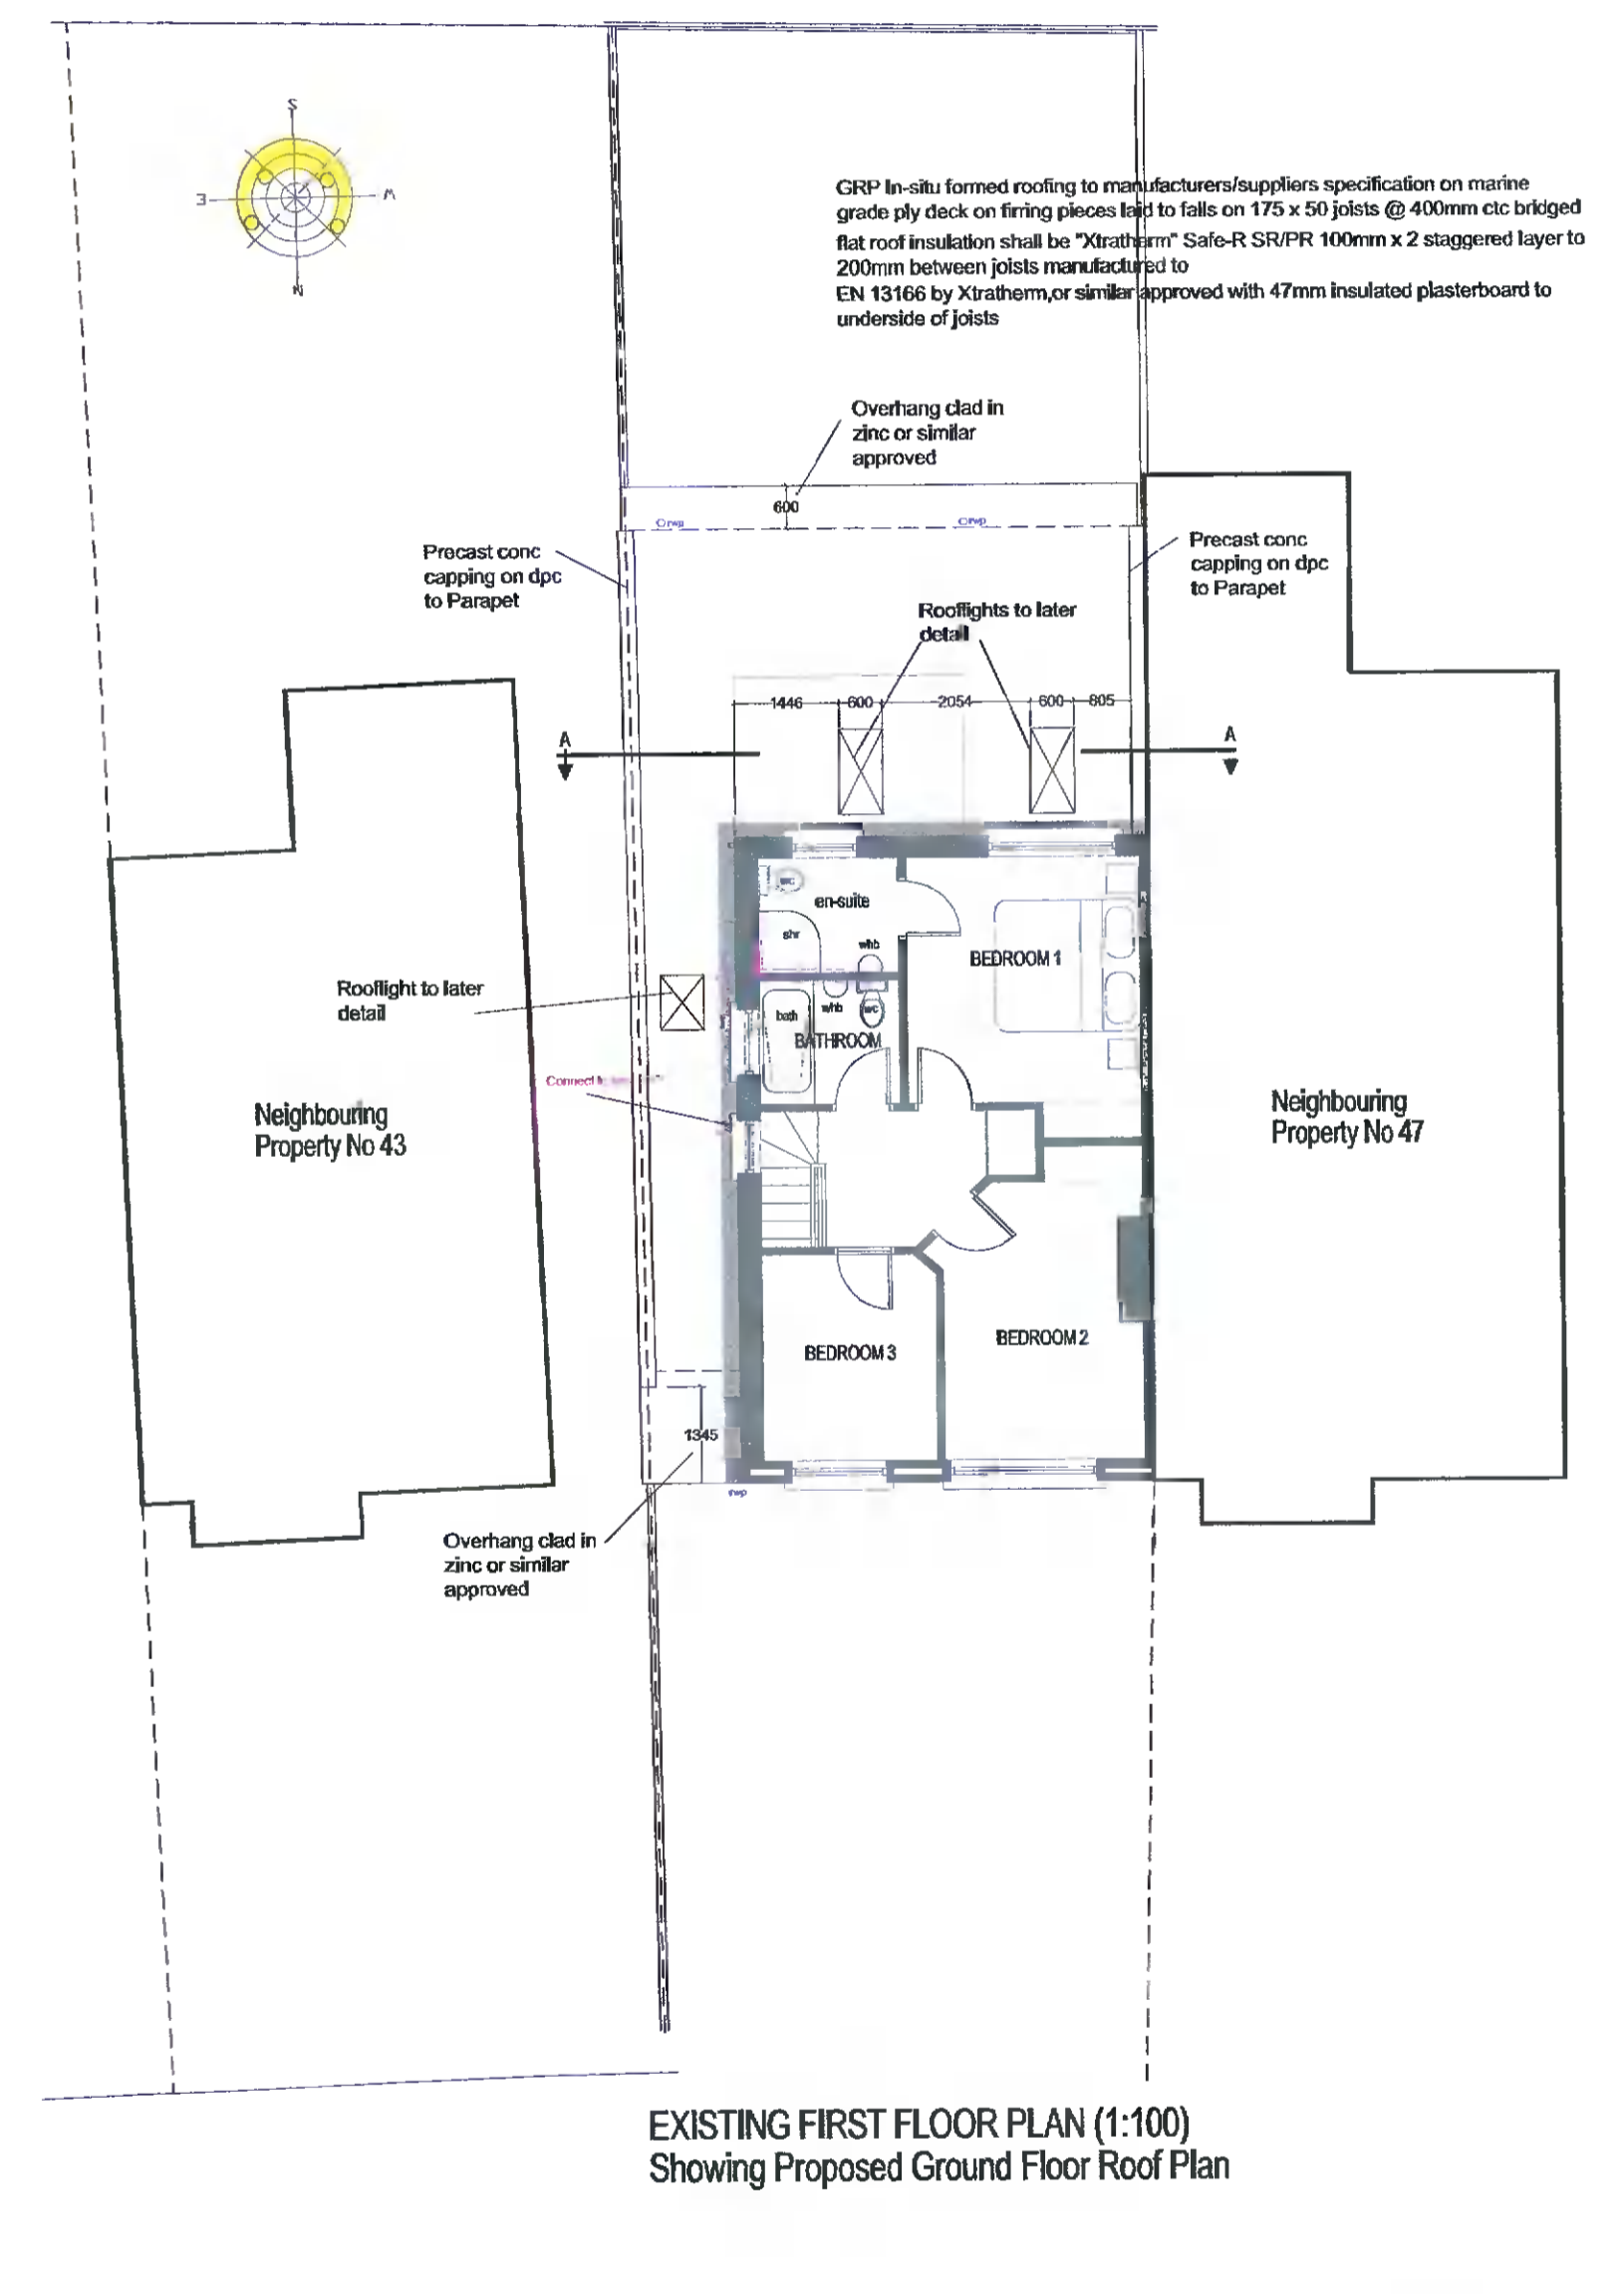 S
E
W
N
GRP In-situ formed roofing to manufacturers/suppliers specification on marine
grade ply deck on firring pieces laid to falls on 175 x 50 joists @ 400mm ctc bridged
flat roof insulation shall be "Xtratherm" Safe-R SR/PR 100mm x 2 staggered layer to
200mm between joists manufactured to
EN 13166 by Xtratherm,or similar approved with 47mm insulated plasterboard to
underside of joists
Overhang clad in
zinc or similar
approved
600
rwp
rwp
Precast conc
capping on dpc
to Parapet
Precast conc
capping on dpc
to Parapet
Rooflights to later
detail
1446
600
2054
600
805
A
A
wc
en-suite
shr
whb
BEDROOM 1
Rooflight to later
detail
bath
whb
wc
BATHROOM
Connect
Neighbouring
Property No 43
Neighbouring
Property No 47
BEDROOM 3
BEDROOM 2
1345
rwp
Overhang clad in
zinc or similar
approved
EXISTING FIRST FLOOR PLAN (1:100)
Showing Proposed Ground Floor Roof Plan